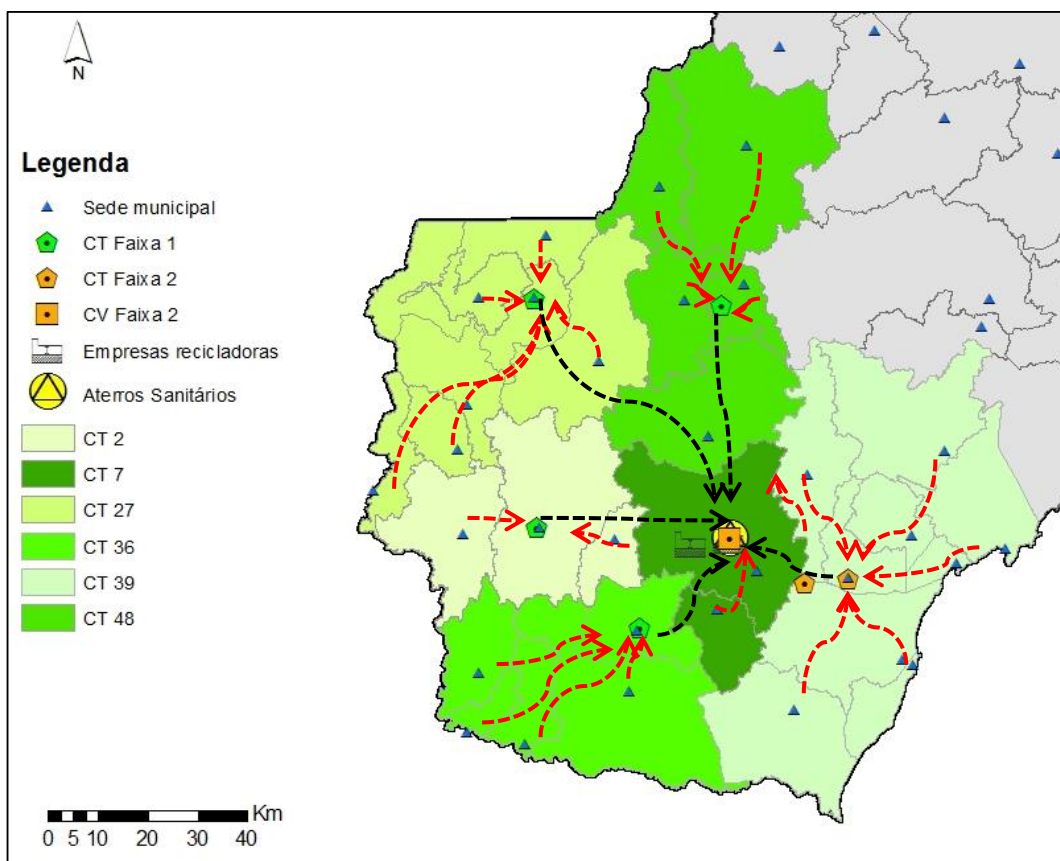 N
Legenda
Sede municipal
CT Faixa 1
CT Faixa 2
CV Faixa 2
Empresas recicladoras
Aterros Sanitários
CT 2
CT 7
CT 27
CT 36
CT 39
CT 48
Km
0 5 10 20 30 40